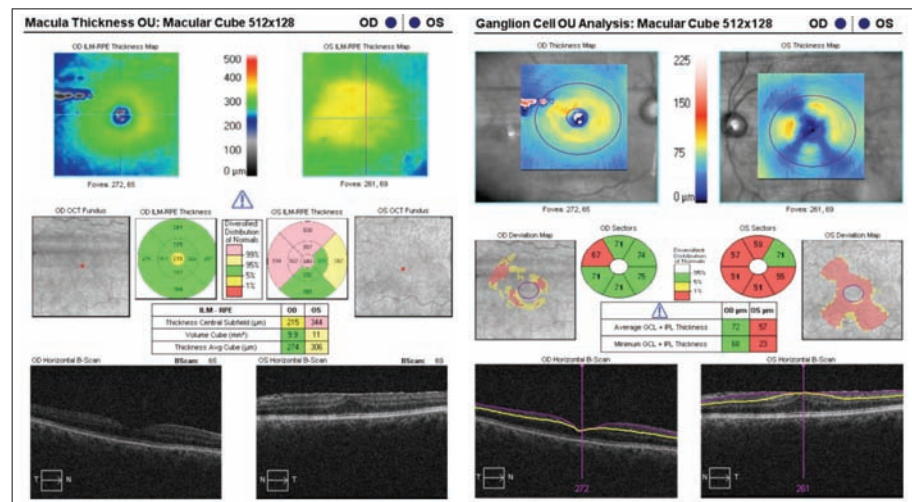 Macula Thickness OU: Macular Cube 512x128 OD OS
OD ILM-RPE Thickness Map
OS ILM-RPE Thickness Map
500
400
300
200
100
0 µm
Fovea: 272, 65
Fovea: 261, 69
OD OCT Fundus
OD ILM-RPE Thickness
Diversified
Distribution
of Normals
99%
95%
5%
1%
OS ILM-RPE Thickness
OS OCT Fundus
215
344
ILM - RPE OD OS
Thickness Central Subfield (µm) 215 344
Volume Cube (mm³) 9.9 11
Thickness Avg Cube (µm) 274 306
OD Horizontal B-Scan BScan: 65
OS Horizontal B-Scan BScan: 69
T N
N T
Ganglion Cell OU Analysis: Macular Cube 512x128 OD OS
OD Thickness Map
OS Thickness Map
225
150
75
0 µm
Fovea: 272, 65
Fovea: 261, 69
OD Deviation Map
OD Sectors
71
67 74
71 75
71
Diversified
Distribution
of Normals
95%
5%
1%
OS Sectors
59
57 71
51 55
51
OS Deviation Map
OD µm OS µm
Average GCL + IPL Thickness 72 57
Minimum GCL + IPL Thickness 68 23
OD Horizontal B-Scan
OS Horizontal B-Scan
272
261
T N
N T